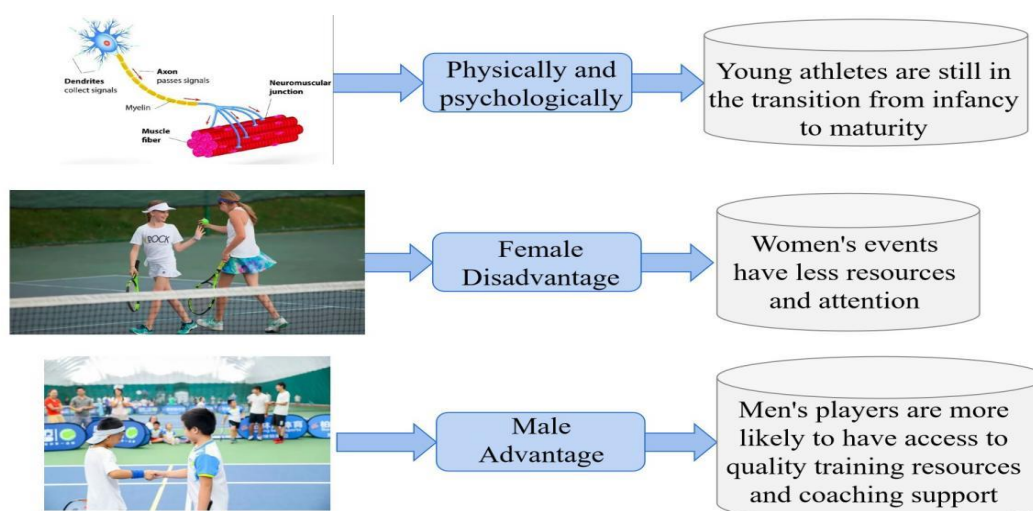 Dendrites
collect signals
Axon
passes signals
Myelin
Neuromuscular
junction
Muscle
fiber
Physically and
psychologically
Young athletes are still in
the transition from infancy
to maturity
ROCK
Female
Disadvantage
Women's events
have less resources
and attention
Male
Advantage
Men's players are more
likely to have access to
quality training resources
and coaching support